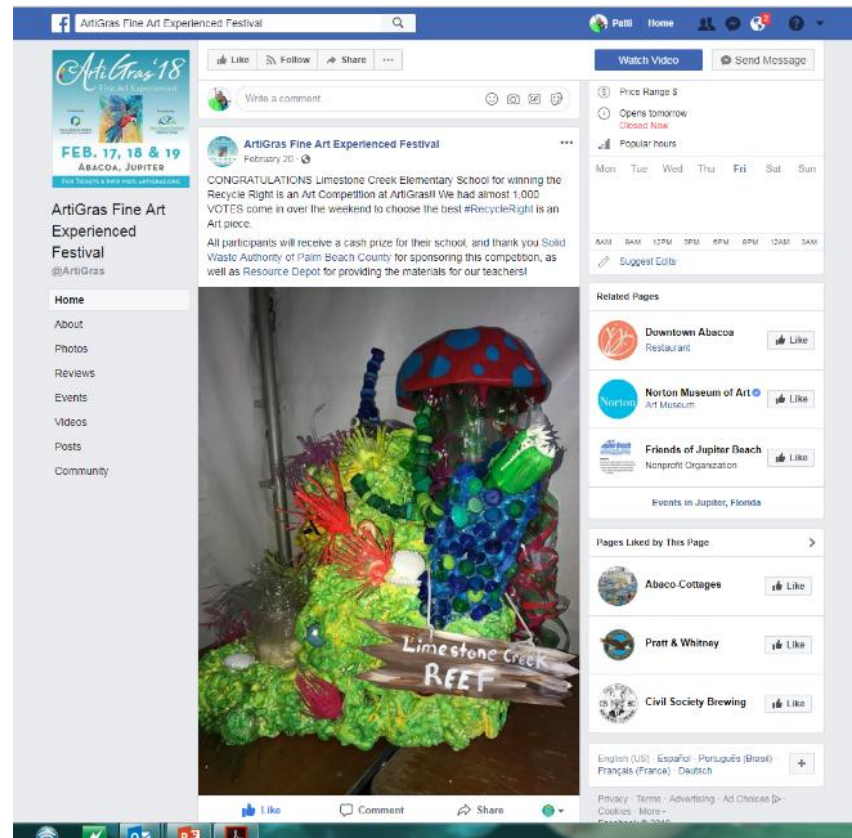 ArtiGras Fine Art Experienced Festival
Patti Home
2
ArtiGras'18
Fine Art Experienced
FEB. 17, 18 & 19
ABACOA, JUPITER
ArtiGras Fine Art
Experienced
Festival
@ArtiGras
Home
About
Photos
Reviews
Events
Videos
Posts
Community
Like Follow Share ...
Write a comment...
ArtiGras Fine Art Experienced Festival
February 20 ·
CONGRATULATIONS Limestone Creek Elementary School for winning the
Recycle Right is an Art Competition at ArtiGras!! We had almost 1,000
VOTES come in over the weekend to choose the best #RecycleRight is an
Art piece.
All participants will receive a cash prize for their school, and thank you Solid
Waste Authority of Palm Beach County for sponsoring this competition, as
well as Resource Depot for providing the materials for our teachers!
Limestone Creek
REEF
Like Comment Share
Watch Video Send Message
Price Range $
Opens tomorrow
Closed Now
Popular hours
Mon Tue Wed Thu Fri Sat Sun
6AM 9AM 12PM 3PM 6PM 9PM 12AM 3AM
Suggest Edits
Related Pages
Downtown Abacoa
Restaurant
Like
Norton
Norton Museum of Art
Art Museum
Like
Friends of Jupiter Beach
Nonprofit Organization
Like
Events in Jupiter, Florida
Pages Liked by This Page
Abaco-Cottages
Like
Pratt & Whitney
Like
Civil Society Brewing
Like
English (US) · Español · Português (Brasil) ·
Français (France) · Deutsch
Privacy · Terms · Advertising · Ad Choices ·
Cookies · More